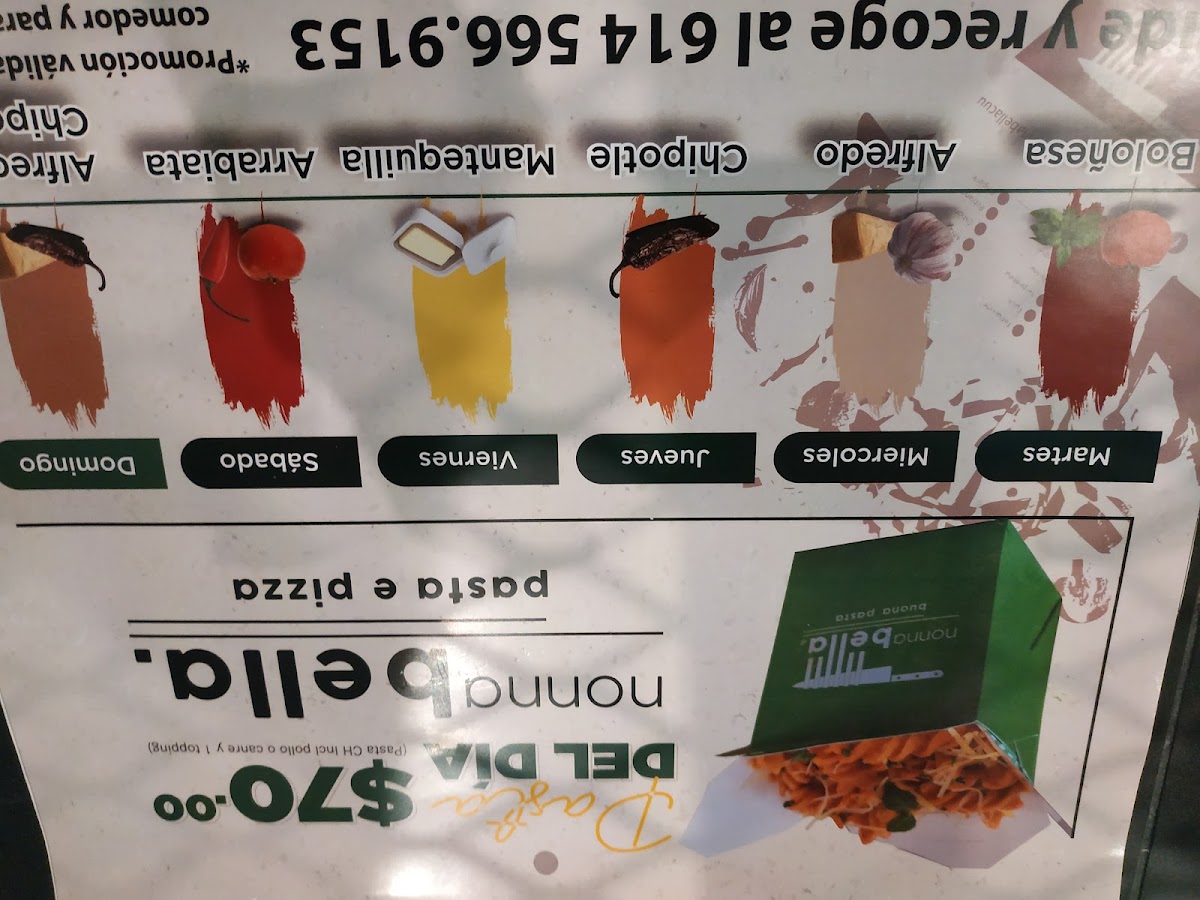 Pasta
DEL DÍA
$70.00
(Pasta CH Incl pollo o canre y 1 topping)
nonna
bella.
pasta e pizza
nonna
bella
buona pasta
Martes
Miercoles
Jueves
Viernes
Sábado
Domingo
Boloñesa
Alfredo
Chipotle
Mantequilla
Arrabiata
Alfred
Chipo
ide y recoge al 614 566.9153
*Promoción válida
comedor y para